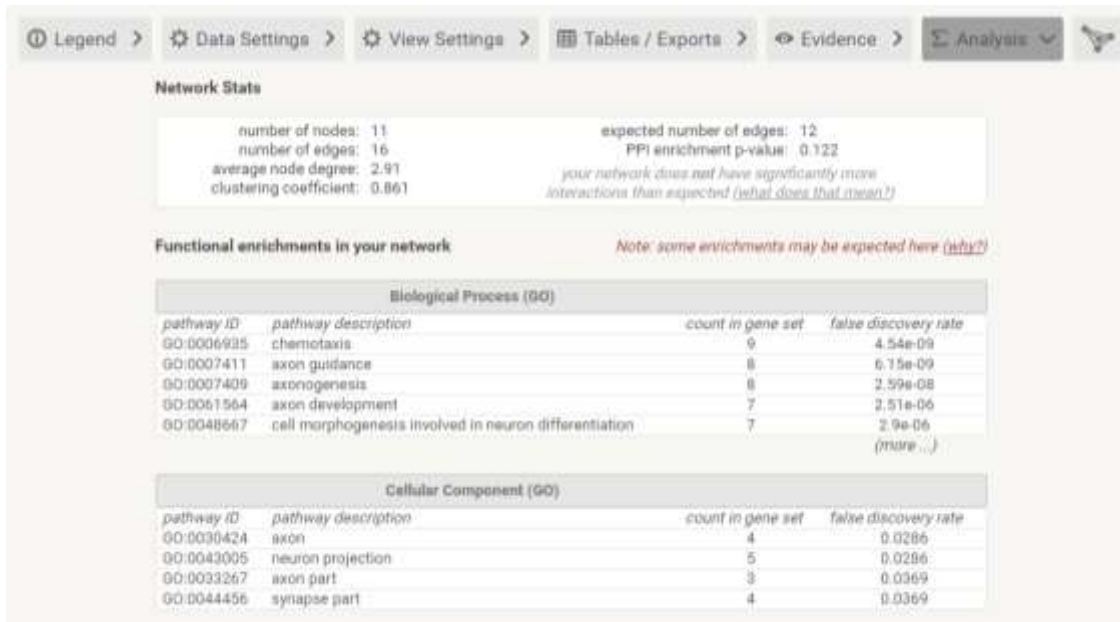 Legend > Data Settings > View Settings > Tables / Exports > Evidence > Analysis
Network Stats
number of nodes: 11 expected number of edges: 12
number of edges: 16 PPI enrichment p-value: 0.122
average node degree: 2.91 your network does not have significantly more
clustering coefficient: 0.861 interactions than expected (what does that mean?)
Functional enrichments in your network Note: some enrichments may be expected here (why?)
Biological Process (GO)
pathway ID pathway description count in gene set false discovery rate
GO:0006935 chemotaxis 9 4.54e-09
GO:0007411 axon guidance 8 6.15e-09
GO:0007409 axonogenesis 8 2.59e-08
GO:0061564 axon development 7 2.51e-06
GO:0048667 cell morphogenesis involved in neuron differentiation 7 2.9e-06
(more ...)
Cellular Component (GO)
pathway ID pathway description count in gene set false discovery rate
GO:0030424 axon 4 0.0286
GO:0043005 neuron projection 5 0.0286
GO:0033267 axon part 3 0.0369
GO:0044456 synapse part 4 0.0369